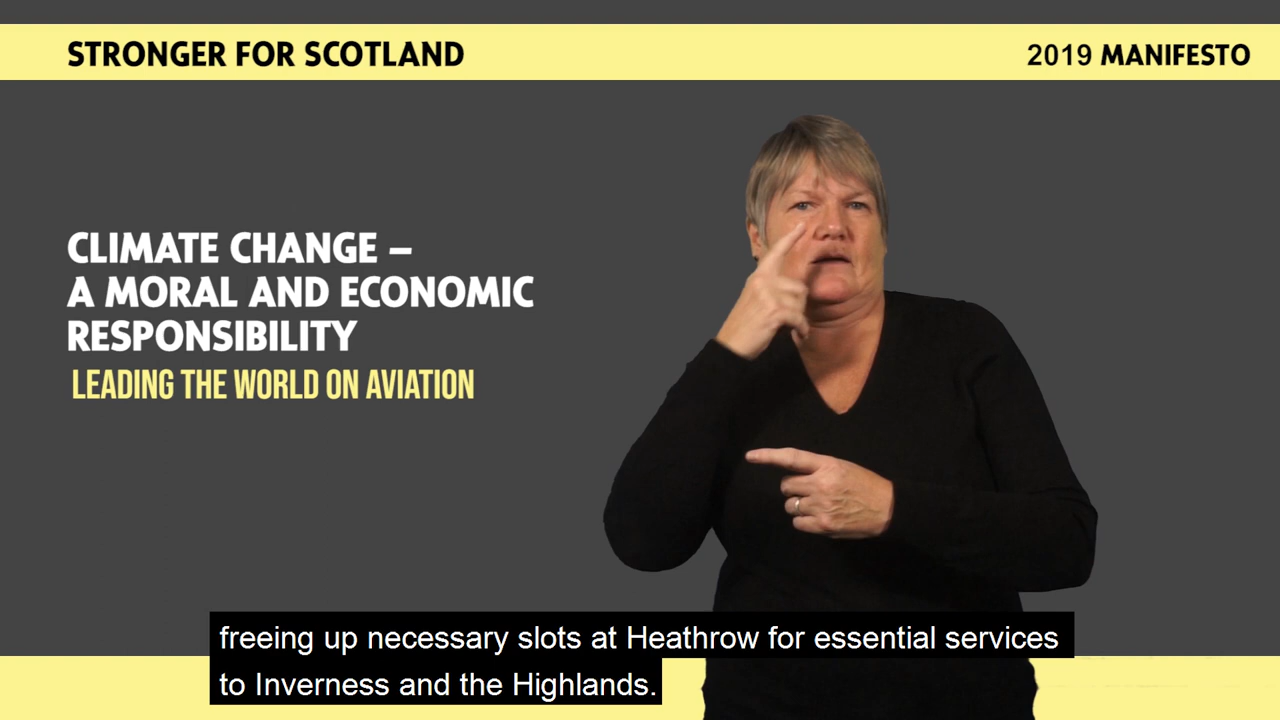 STRONGER FOR SCOTLAND
2019 MANIFESTO
CLIMATE CHANGE –
A MORAL AND ECONOMIC
RESPONSIBILITY
LEADING THE WORLD ON AVIATION
freeing up necessary slots at Heathrow for essential services
to Inverness and the Highlands.